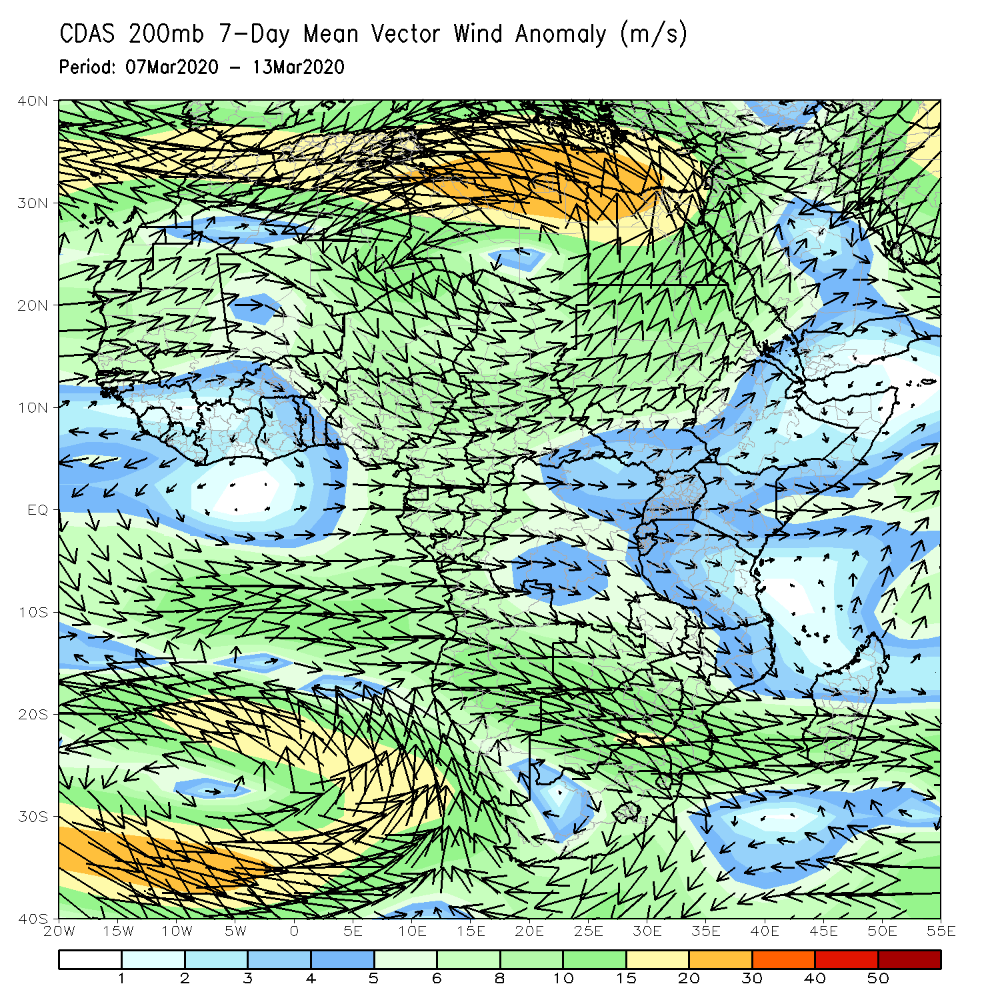 CDAS 200mb 7-Day Mean Vector Wind Anomaly (m/s)
Period: 07Mar2020 - 13Mar2020
40N
30N
20N
10N
EQ
10S
20S
30S
40S
20W 15W 10W 5W 0 5E 10E 15E 20E 25E 30E 35E 40E 45E 50E 55E
1 2 3 4 5 6 8 10 15 20 30 40 50